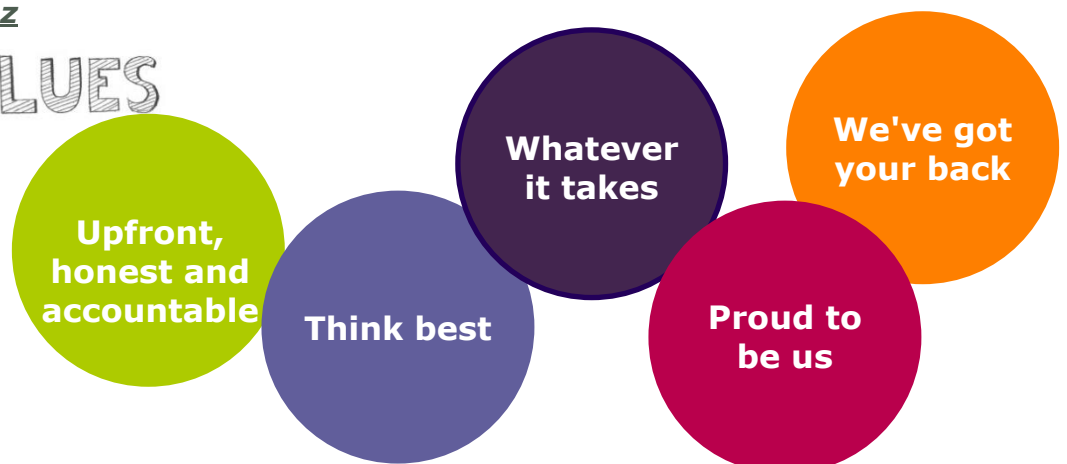 z
LUES
Upfront,
honest and
accountable
Think best
Whatever
it takes
Proud to
be us
We've got
your back